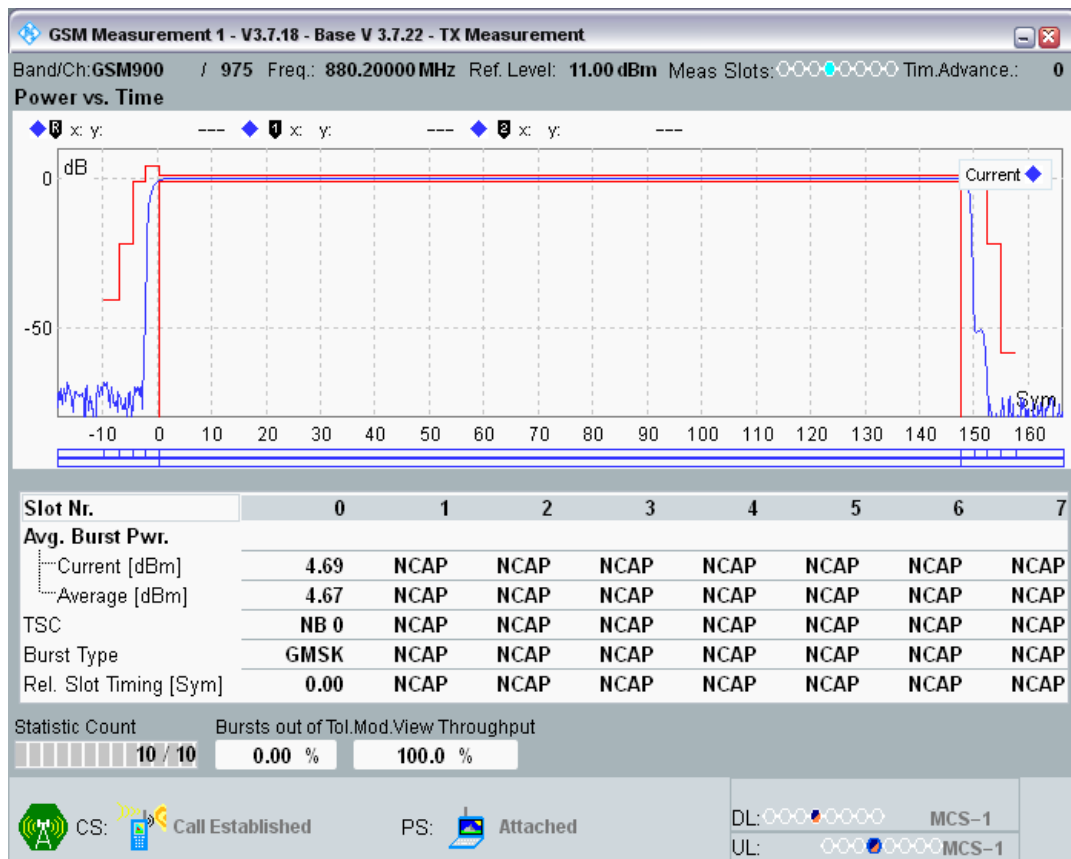 GSM Measurement 1 - V3.7.18 - Base V 3.7.22 - TX Measurement
Band/Ch:GSM900 / 975 Freq.: 880.20000 MHz Ref. Level: 11.00 dBm Meas Slots: Tim.Advance.: 0
Power vs. Time
R x: y: --- 1 x: y: --- 2 x: y: ---
dB
Current
0
-50
Sym
-10 0 10 20 30 40 50 60 70 80 90 100 110 120 130 140 150 160
Slot Nr. 0 1 2 3 4 5 6 7
Avg. Burst Pwr.
Current [dBm] 4.69 NCAP NCAP NCAP NCAP NCAP NCAP NCAP
Average [dBm] 4.67 NCAP NCAP NCAP NCAP NCAP NCAP NCAP
TSC NB 0 NCAP NCAP NCAP NCAP NCAP NCAP NCAP
Burst Type GMSK NCAP NCAP NCAP NCAP NCAP NCAP NCAP
Rel. Slot Timing [Sym] 0.00 NCAP NCAP NCAP NCAP NCAP NCAP NCAP
Statistic Count Bursts out of Tol.Mod.View Throughput
10 / 10 0.00 % 100.0 %
CS: Call Established PS: Attached
DL: MCS-1
UL: MCS-1